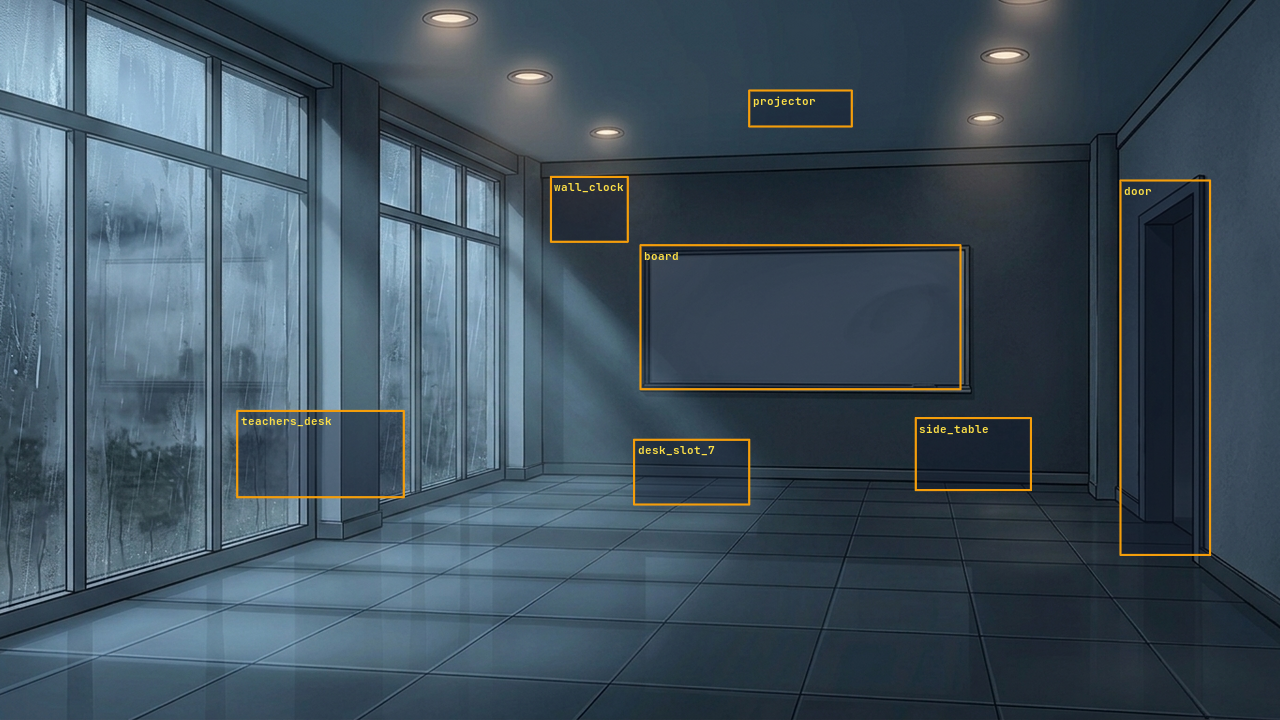 projector
wall_clock
door
board
teachers_desk
side_table
desk_slot_7